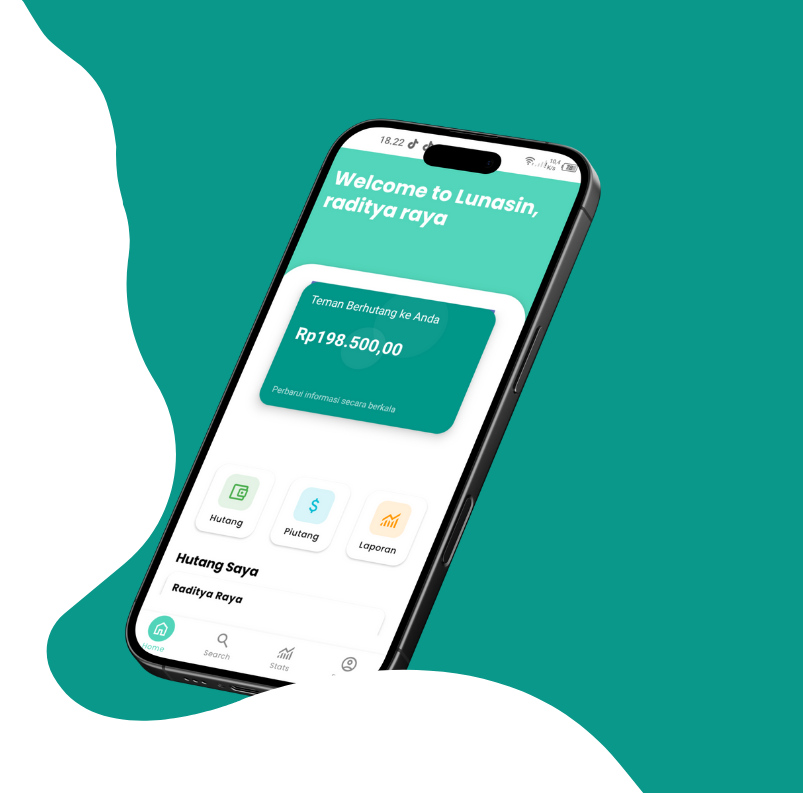 18.22
10,4
K/s
Welcome to Lunasin,
raditya raya
Teman Berhutang ke Anda
Rp198.500,00
Perbarui informasi secara berkala
Hutang
Piutang
Laporan
Hutang Saya
Raditya Raya
Home
Search
Stats